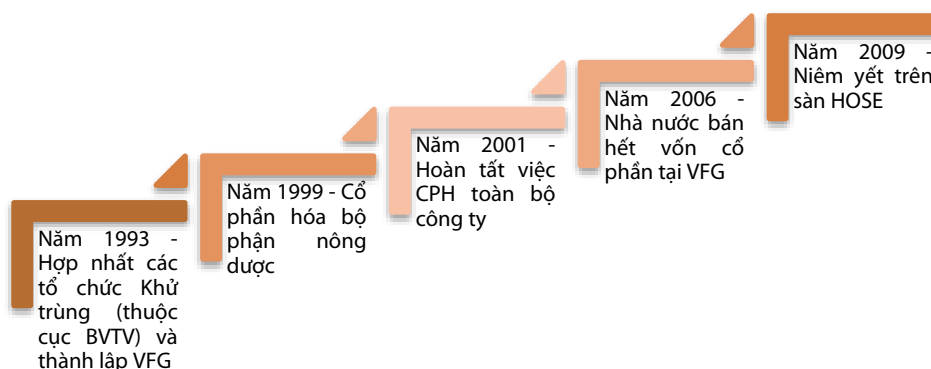 Năm 1993 -
Hợp nhất các
tổ chức Khử
trùng (thuộc
cục BVTV) và
thành lập VFG
Năm 1999 - Cổ
phần hóa bộ
phận nông
dược
Năm 2001 -
Hoàn tất việc
CPH toàn bộ
công ty
Năm 2006 -
Nhà nước bán
hết vốn cổ
phần tại VFG
Năm 2009 -
Niêm yết trên
sàn HOSE